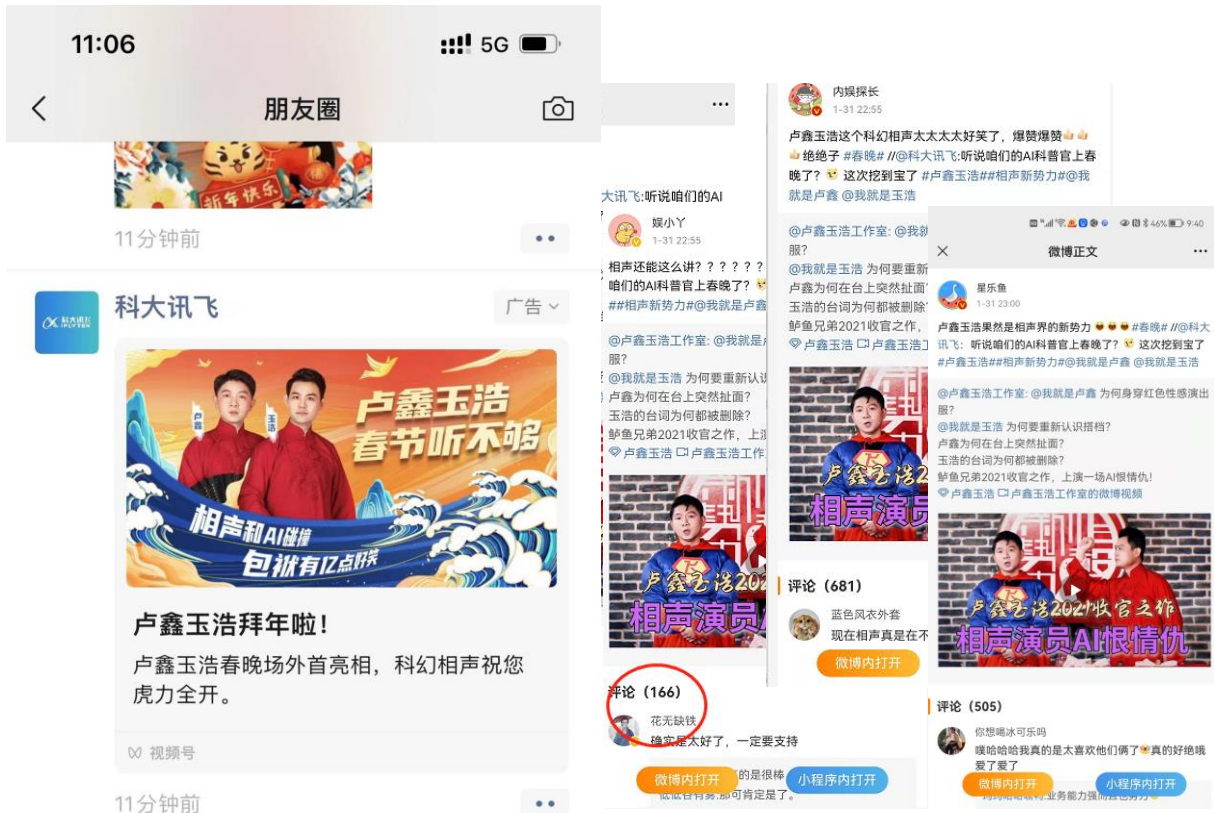 11:06
5G
朋友圈
新年快乐
11分钟前
科大讯飞
广告
科大讯飞
iFLYTEK
卢鑫
玉浩
卢鑫玉浩
春节听不够
相声和AI碰撞
包袱有亿点好笑
卢鑫玉浩拜年啦!
卢鑫玉浩春晚场外首亮相，科幻相声祝您
虎力全开。
视频号
11分钟前
大讯飞:听说咱们的AI
娱小丫
1-31 22:55
相声还能这么讲？？？？？？
咱们的AI科普官上春晚了？
##相声新势力#@我就是卢鑫
@卢鑫玉浩工作室: @我就是
服?
@我就是玉浩 为何要重新认
卢鑫为何在台上突然扯面?
玉浩的台词为何都被删除?
鲈鱼兄弟2021收官之作，上
卢鑫玉浩 卢鑫玉浩工作
卢鑫玉浩202
相声演员
评论（166）
花无缺铁
确实是太好了，一定要支持
的是很棒
微博内打开
小程序内打开
那可肯定是了。
内娱探长
1-31 22:55
卢鑫玉浩这个科幻相声太太太太好笑了，爆赞爆赞
绝绝子 #春晚# //@科大讯飞:听说咱们的AI科普官上春
晚了? 这次挖到宝了 #卢鑫玉浩##相声新势力#@我
就是卢鑫 @我就是玉浩
@卢鑫玉浩工作室: @我就
服?
@我就是玉浩 为何要重新
卢鑫为何在台上突然扯面
玉浩的台词为何都被删除
鲈鱼兄弟2021收官之作，
卢鑫玉浩 卢鑫玉浩工
卢鑫玉浩2
相声演员
评论（681）
蓝色风衣外套
现在相声真是在不
微博内打开
46% 9:40
微博正文
星乐鱼
1-31 23:00
卢鑫玉浩果然是相声界的新势力 #春晚# //@科大
讯飞：听说咱们的AI科普官上春晚了? 这次挖到宝了
#卢鑫玉浩##相声新势力#@我就是卢鑫 @我就是玉浩
@卢鑫玉浩工作室: @我就是卢鑫 为何身穿红色性感演出
服?
@我就是玉浩 为何要重新认识搭档?
卢鑫为何在台上突然扯面?
玉浩的台词为何都被删除?
鲈鱼兄弟2021收官之作，上演一场AI恨情仇!
卢鑫玉浩 卢鑫玉浩工作室的微博视频
卢鑫玉浩2021收官之作
相声演员AI恨情仇
评论（505）
你想喝冰可乐吗
噗哈哈哈我真的是太喜欢他们俩了真的好绝哦
爱了爱了
微博内打开
小程序内打开
业务能力强而且也努力